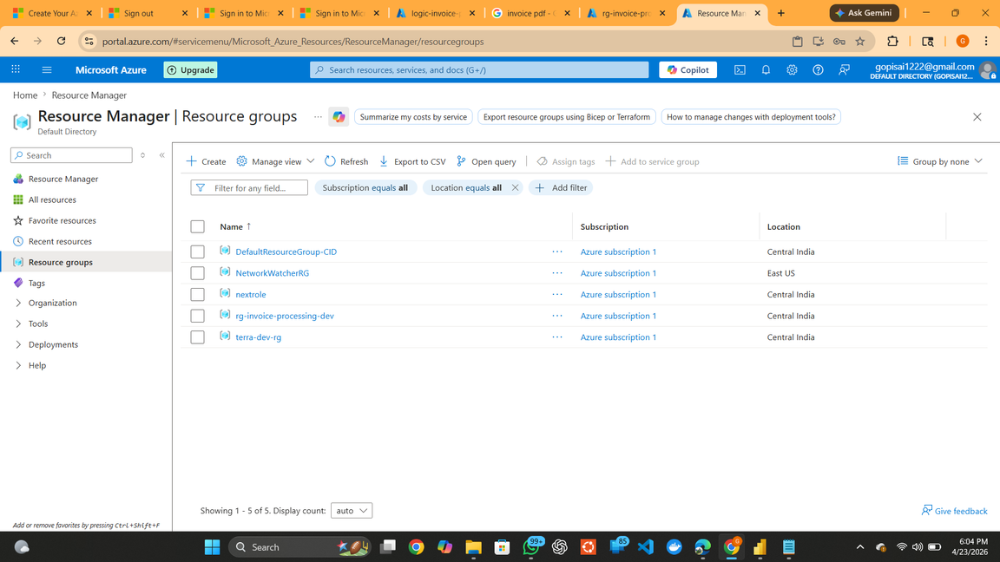 Create Your A
Sign out
Sign in to Mic
Sign in to Mic
logic-invoice-p
invoice pdf - G
rg-invoice-pro
Resource Man
Ask Gemini
portal.azure.com/#servicemenu/Microsoft_Azure_Resources/ResourceManager/resourcegroups
G
Microsoft Azure
Upgrade
Search resources, services, and docs (G+/)
Copilot
gopisai1222@gmail.com
DEFAULT DIRECTORY (GOPISAI12...
Home > Resource Manager
Resource Manager | Resource groups
Default Directory
Summarize my costs by service
Export resource groups using Bicep or Terraform
How to manage changes with deployment tools?
Search
Resource Manager
All resources
Favorite resources
Recent resources
Resource groups
Tags
Organization
Tools
Deployments
Help
Add or remove favorites by pressing Ctrl+Shift+F
Create
Manage view
Refresh
Export to CSV
Open query
Assign tags
Add to service group
Group by none
Filter for any field...
Subscription equals all
Location equals all
Add filter
Name ↑ Subscription Location
DefaultResourceGroup-CID ... Azure subscription 1 Central India
NetworkWatcherRG ... Azure subscription 1 East US
nextrole ... Azure subscription 1 Central India
rg-invoice-processing-dev ... Azure subscription 1 Central India
terra-dev-rg ... Azure subscription 1 Central India
Showing 1 - 5 of 5. Display count: auto
Give feedback
Search
99+
85
G
6:04 PM
4/23/2026